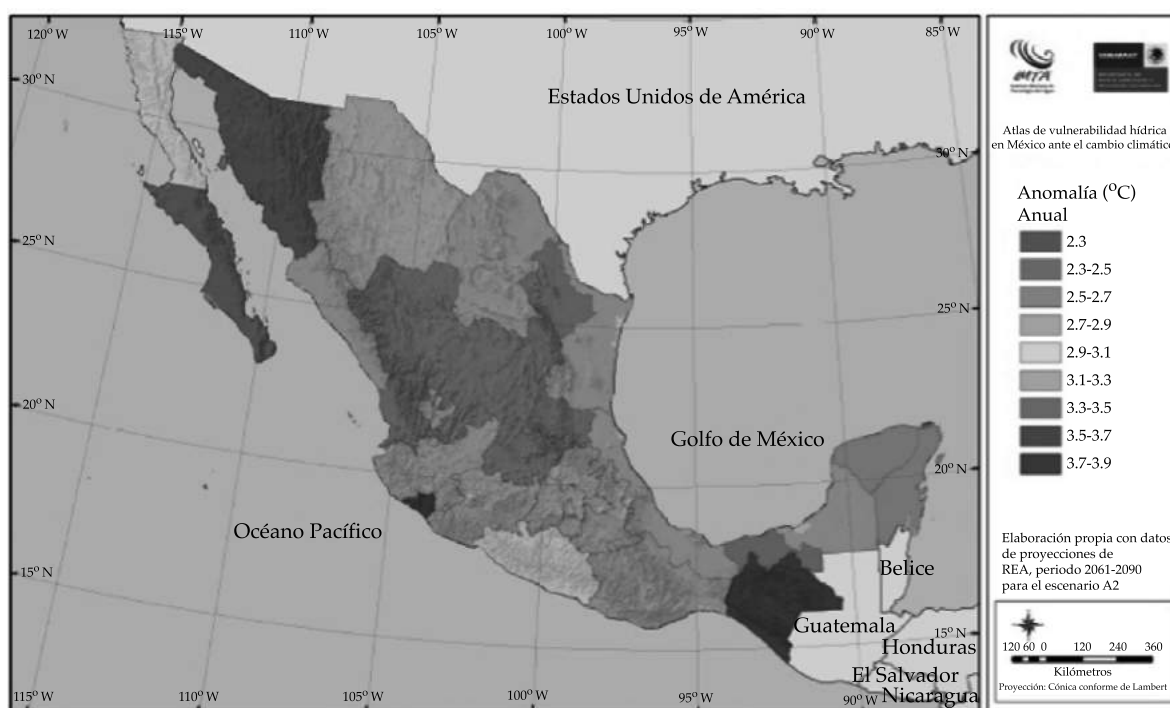 120° W
115° W
110° W
105° W
100° W
95° W
90° W
85° W
30° N
25° N
20° N
15° N
Estados Unidos de América
30° N
25° N
Golfo de México
20° N
Océano Pacífico
Belice
Guatemala
15° N
Honduras
El Salvador
Nicaragua
115° W
110° W
105° W
100° W
95° W
90° W
IMTA
Atlas de vulnerabilidad hídrica
en México ante el cambio climático
Anomalía (°C)
Anual
2.3
2.3-2.5
2.5-2.7
2.7-2.9
2.9-3.1
3.1-3.3
3.3-3.5
3.5-3.7
3.7-3.9
Elaboración propia con datos
de proyecciones de
REA, periodo 2061-2090
para el escenario A2
120 60 0 120 240 360
Kilómetros
Proyección: Cónica conforme de Lambert